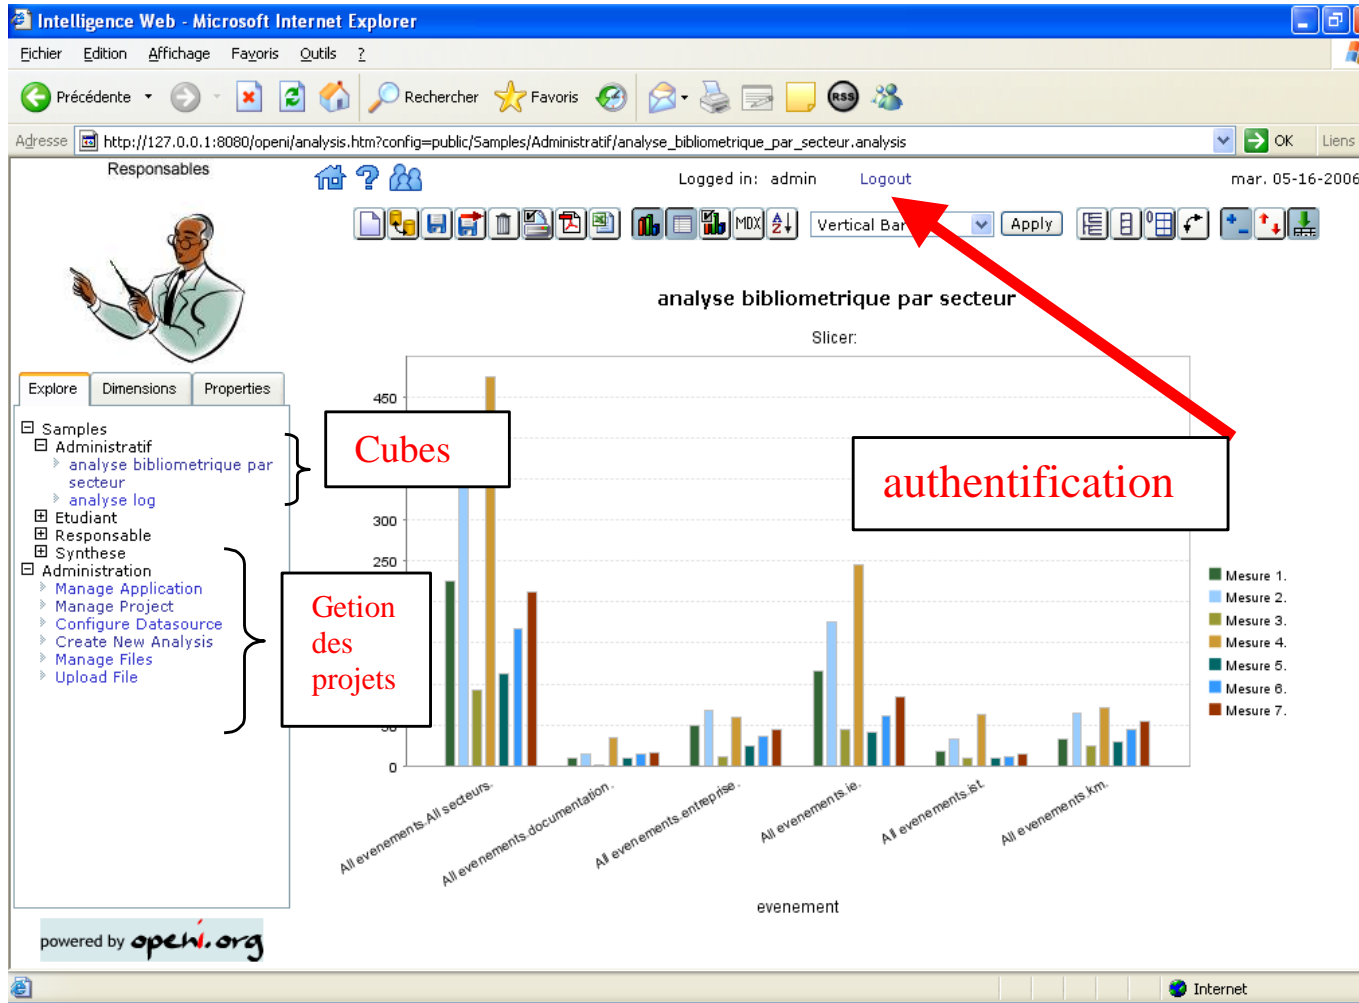 Intelligence Web - Microsoft Internet Explorer
Fichier Edition Affichage Favoris Outils ?
Précédente Rechercher Favoris RSS
Adresse http://127.0.0.1:8080/openi/analysis.htm?config=public/Samples/Administratif/analyse_bibliometrique_par_secteur.analysis OK Liens
Responsables
Logged in: admin Logout mar. 05-16-2006
MDX Vertical Bar Apply
analyse bibliometrique par secteur
Slicer:
Explore Dimensions Properties
Samples
Administratif
analyse bibliometrique par
secteur
analyse log
Etudiant
Responsable
Synthese
Administration
Manage Application
Manage Project
Configure Datasource
Create New Analysis
Manage Files
Upload File
Cubes
Getion
des
projets
authentification
450
300
250
50
0
Mesure 1.
Mesure 2.
Mesure 3.
Mesure 4.
Mesure 5.
Mesure 6.
Mesure 7.
All evenements.All secteurs.
All evenements.documentation.
All evenements.entreprise.
All evenements.ie.
All evenements.ist.
All evenements.km.
evenement
powered by openi.org
Internet